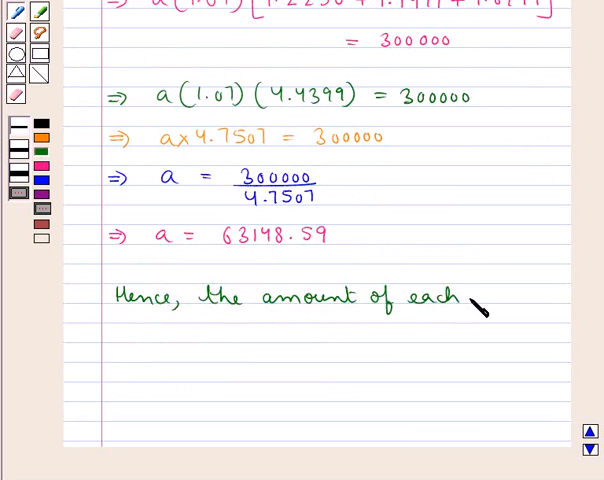 = 300000
⇒ a (1.07) (4.4399) = 300000
⇒ a × 4.7507 = 300000
⇒ a = 300000
4.7507
⇒ a = 63148.59
Hence, the amount of each